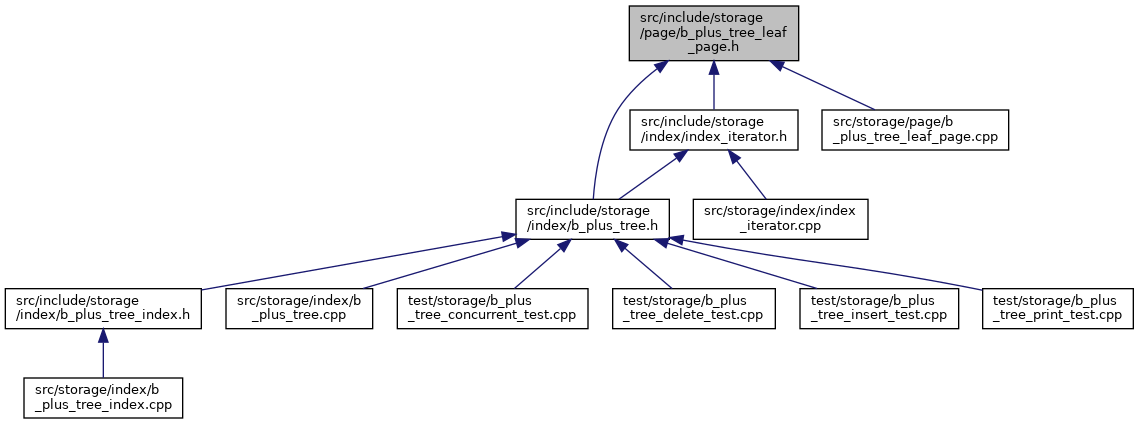 src/include/storage
/page/b_plus_tree_leaf
_page.h
src/include/storage
/index/index_iterator.h
src/storage/page/b
_plus_tree_leaf_page.cpp
src/include/storage
/index/b_plus_tree.h
src/storage/index/index
_iterator.cpp
src/include/storage
/index/b_plus_tree_index.h
src/storage/index/b
_plus_tree.cpp
test/storage/b_plus
_tree_concurrent_test.cpp
test/storage/b_plus
_tree_delete_test.cpp
test/storage/b_plus
_tree_insert_test.cpp
test/storage/b_plus
_tree_print_test.cpp
src/storage/index/b
_plus_tree_index.cpp